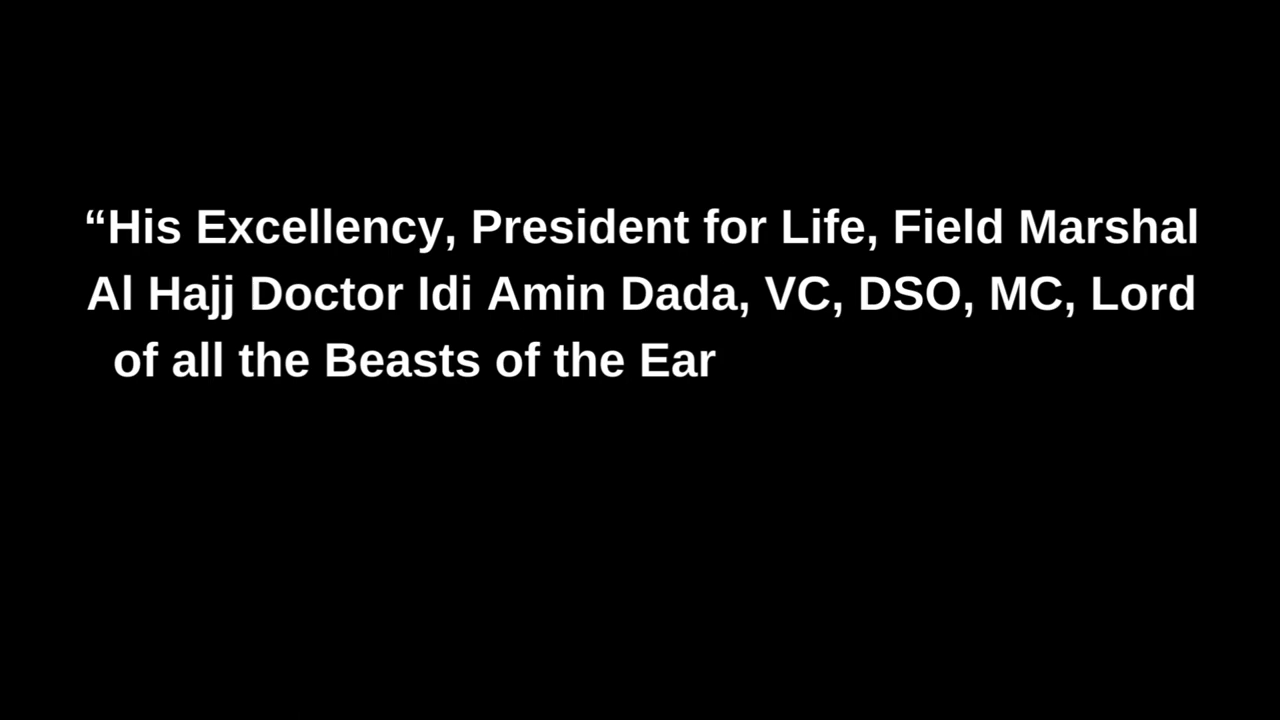 “His Excellency, President for Life, Field Marshal
Al Hajj Doctor Idi Amin Dada, VC, DSO, MC, Lord
of all the Beasts of the Ear